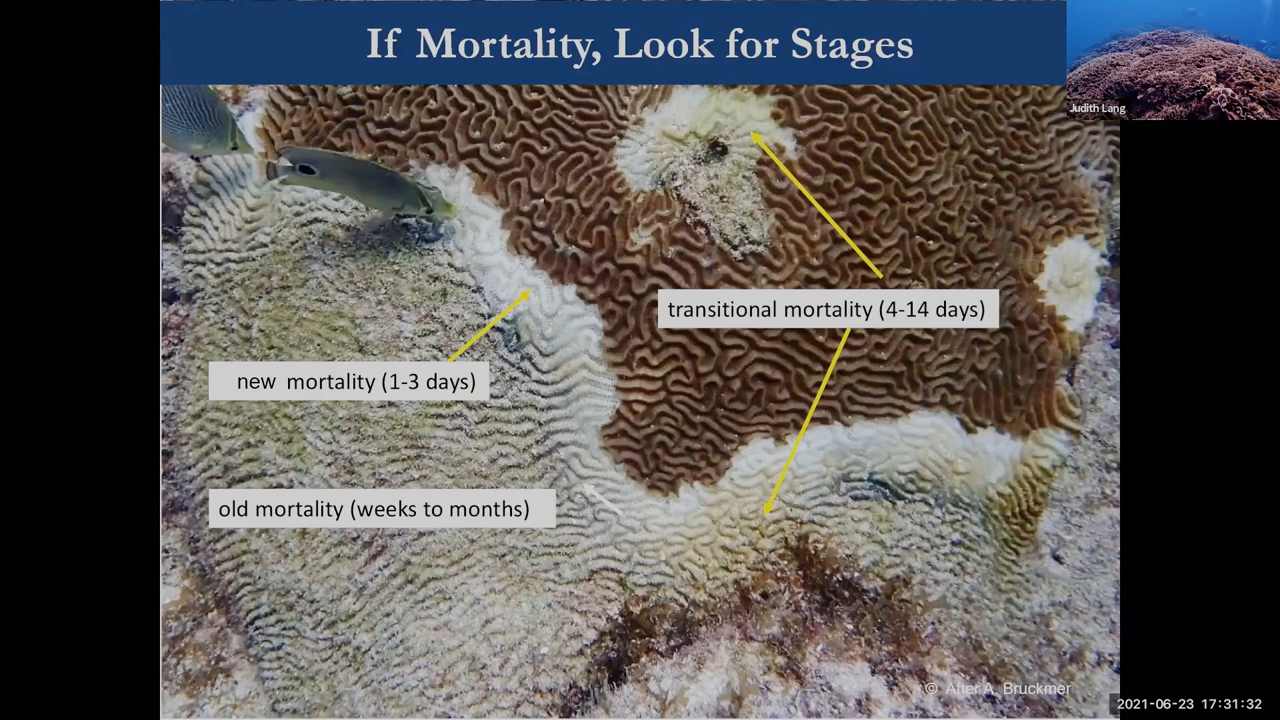 If Mortality, Look for Stages
Judith Lang
transitional mortality (4-14 days)
new mortality (1-3 days)
old mortality (weeks to months)
© After A. Bruckmer
2021-06-23 17:31:32